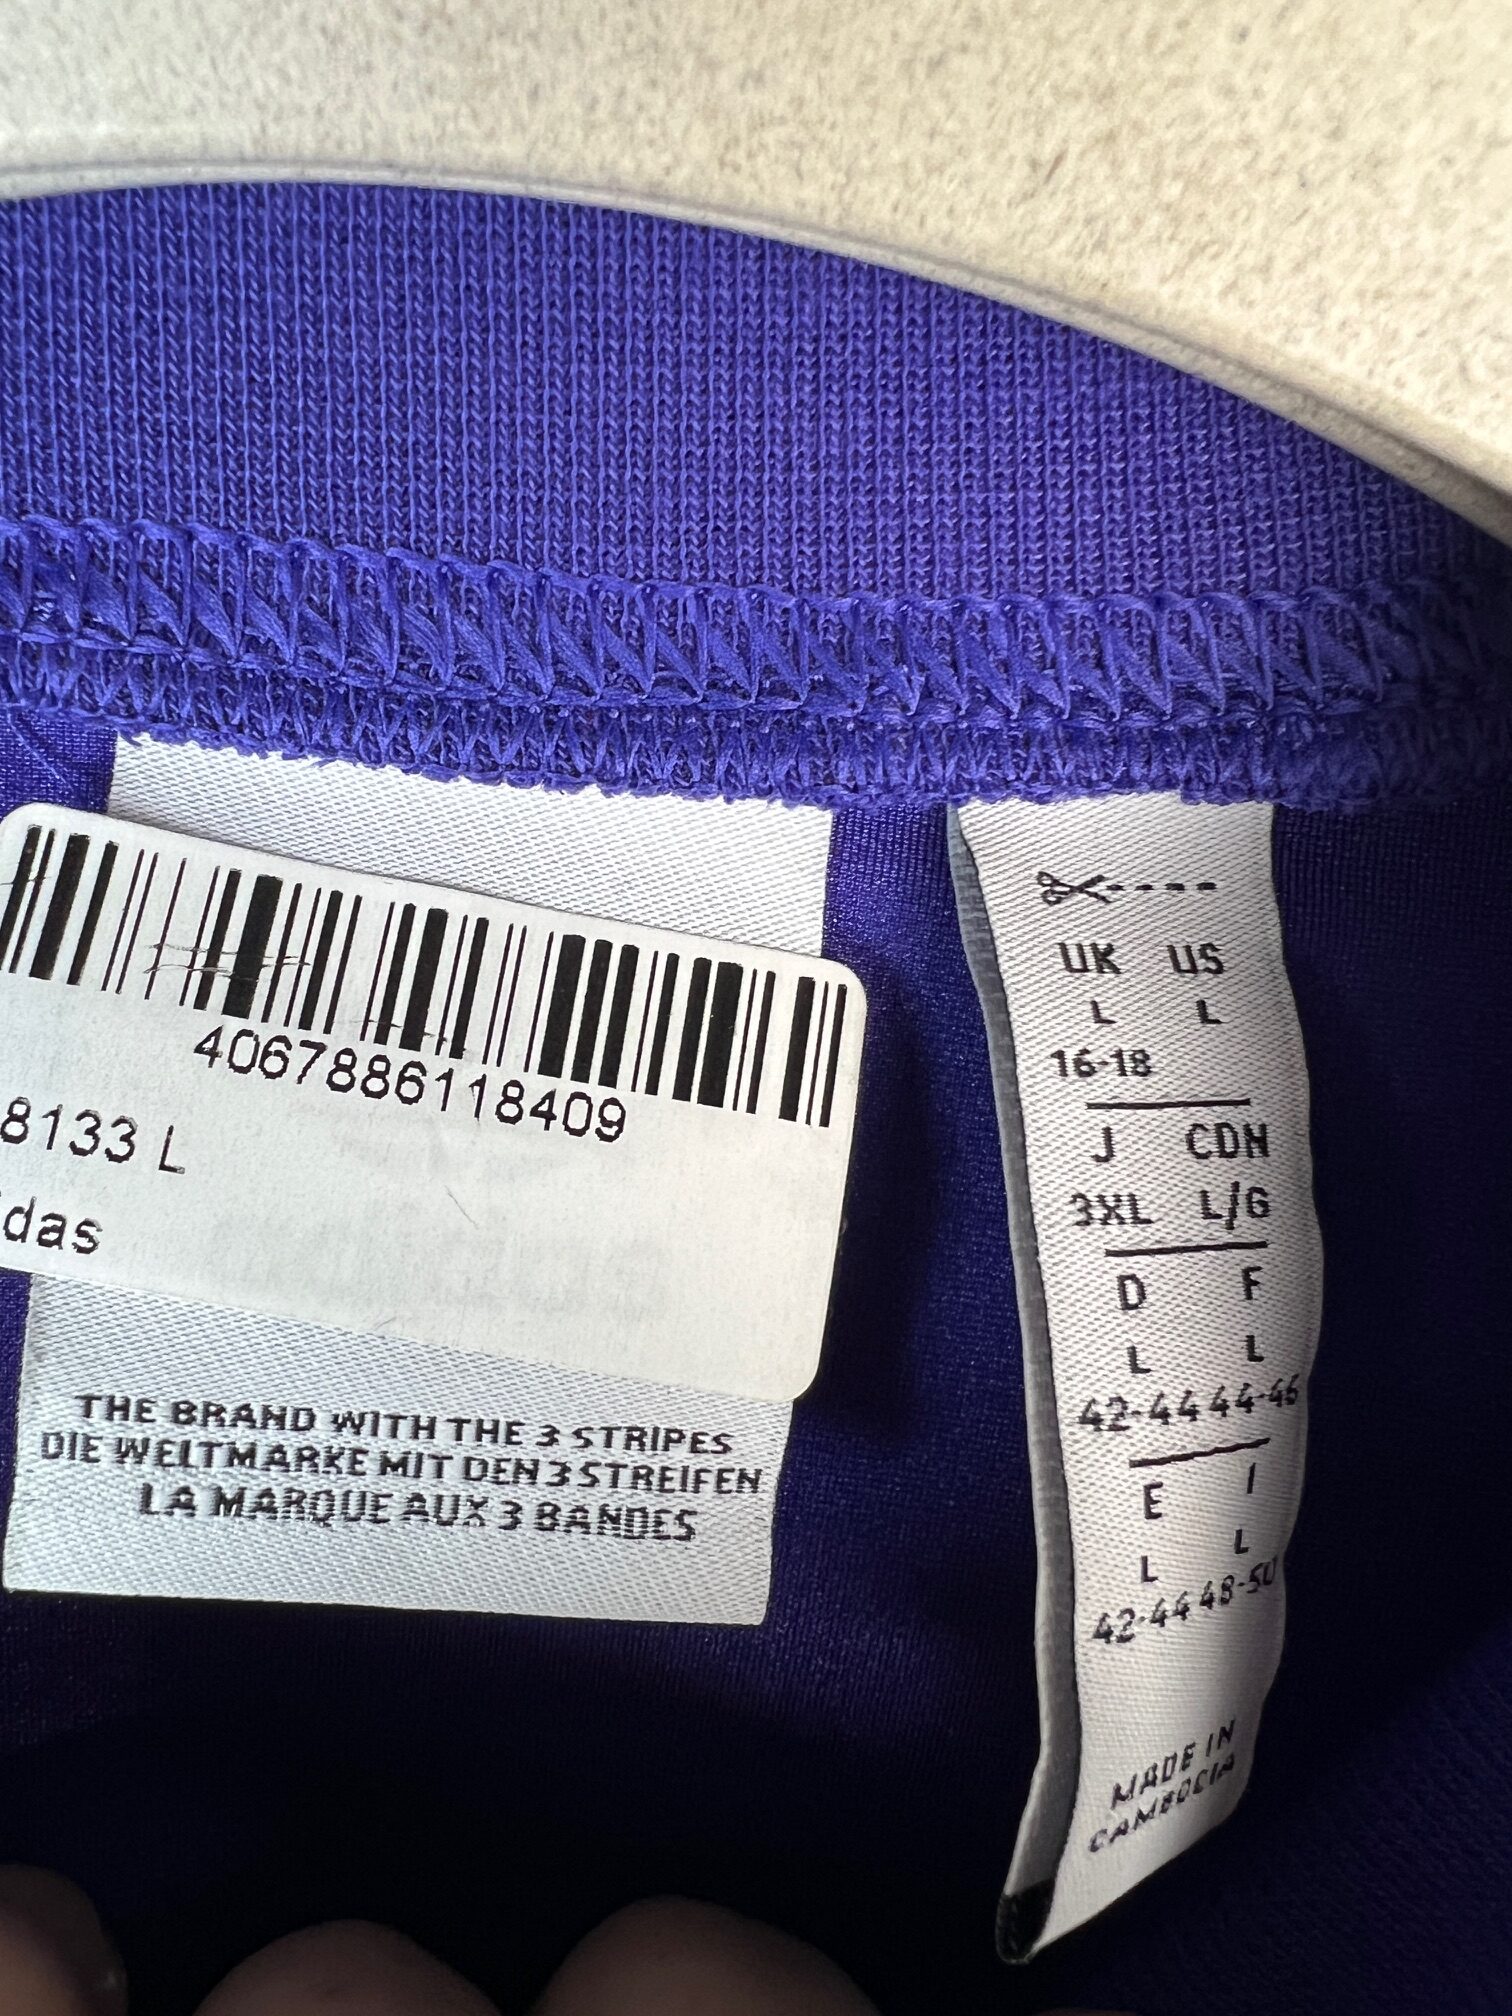 4067886118409
8133 L
das
THE BRAND WITH THE 3 STRIPES
DIE WELTMARKE MIT DEN 3 STREIFEN
LA MARQUE AUX 3 BANDES
UK US
L L
16-18
J CDN
3XL L/G
D F
L L
42-44 44-46
E I
L L
42-44 48-50
MADE IN
CAMBODIA